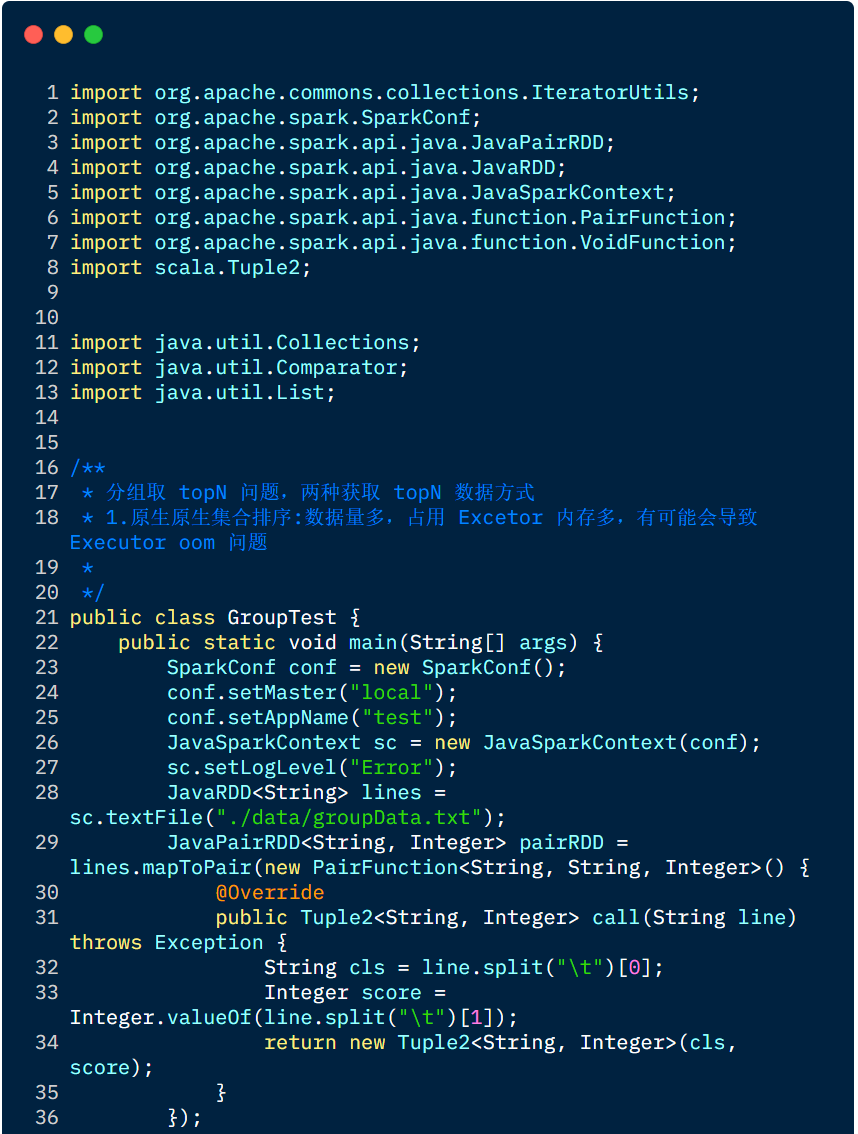 1 import org.apache.commons.collections.IteratorUtils;
2 import org.apache.spark.SparkConf;
3 import org.apache.spark.api.java.JavaPairRDD;
4 import org.apache.spark.api.java.JavaRDD;
5 import org.apache.spark.api.java.JavaSparkContext;
6 import org.apache.spark.api.java.function.PairFunction;
7 import org.apache.spark.api.java.function.VoidFunction;
8 import scala.Tuple2;
9
10
11 import java.util.Collections;
12 import java.util.Comparator;
13 import java.util.List;
14
15
16 /**
17  * 分组取 topN 问题，两种获取 topN 数据方式
18  * 1.原生原生集合排序:数据量多，占用 Excetor 内存多，有可能会导致
Executor oom 问题
19  *
20  */
21 public class GroupTest {
22     public static void main(String[] args) {
23         SparkConf conf = new SparkConf();
24         conf.setMaster("local");
25         conf.setAppName("test");
26         JavaSparkContext sc = new JavaSparkContext(conf);
27         sc.setLogLevel("Error");
28         JavaRDD<String> lines =
sc.textFile("./data/groupData.txt");
29         JavaPairRDD<String, Integer> pairRDD =
lines.mapToPair(new PairFunction<String, String, Integer>() {
30             @Override
31             public Tuple2<String, Integer> call(String line)
throws Exception {
32                 String cls = line.split("\t")[0];
33                 Integer score =
Integer.valueOf(line.split("\t")[1]);
34                 return new Tuple2<String, Integer>(cls,
score);
35             }
36         });